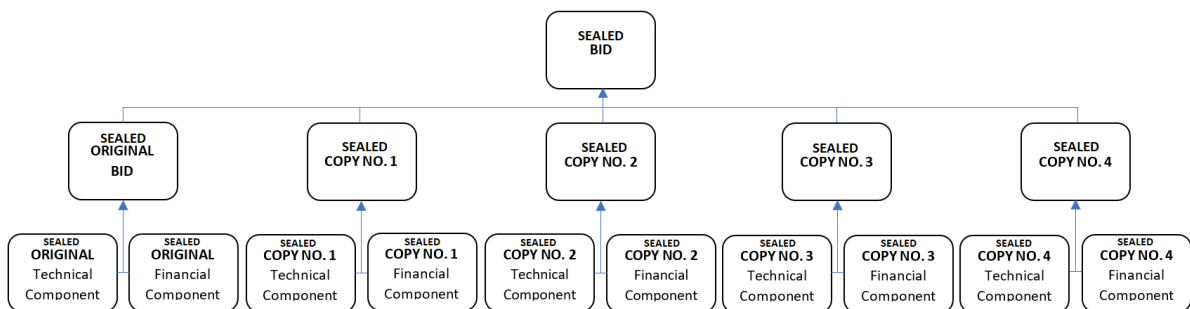 SEALED
BID
SEALED
ORIGINAL
BID
SEALED
COPY NO. 1
SEALED
COPY NO. 2
SEALED
COPY NO. 3
SEALED
COPY NO. 4
SEALED
ORIGINAL
Technical
Component
SEALED
ORIGINAL
Financial
Component
SEALED
COPY NO. 1
Technical
Component
SEALED
COPY NO. 1
Financial
Component
SEALED
COPY NO. 2
Technical
Component
SEALED
COPY NO. 2
Financial
Component
SEALED
COPY NO. 3
Technical
Component
SEALED
COPY NO. 3
Financial
Component
SEALED
COPY NO. 4
Technical
Component
SEALED
COPY NO. 4
Financial
Component